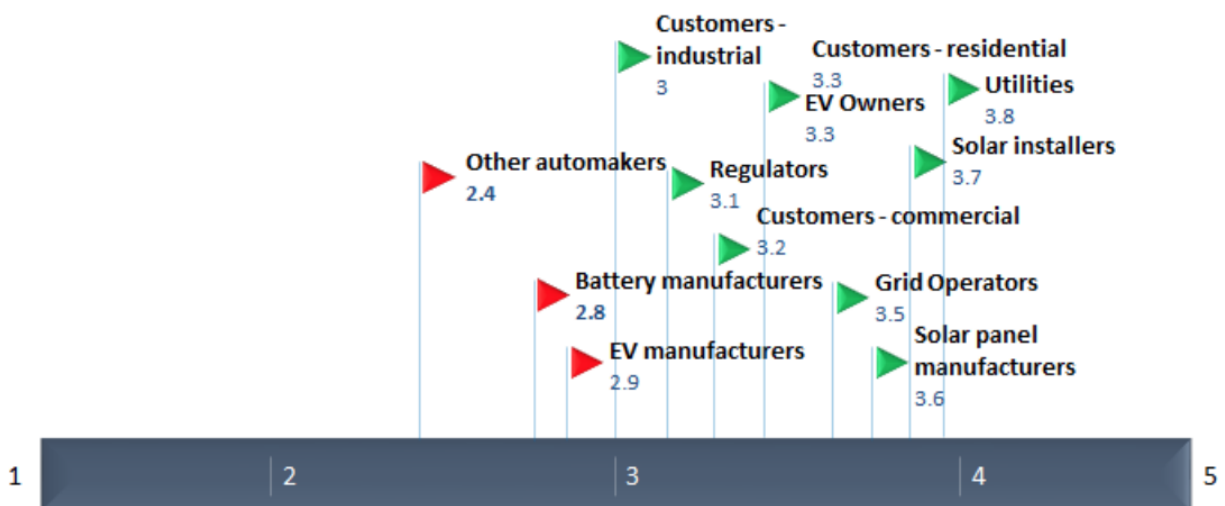 Customers -
industrial
3
Customers - residential
3.3
EV Owners
3.3
Utilities
3.8
Other automakers
2.4
Regulators
3.1
Solar installers
3.7
Customers - commercial
3.2
Battery manufacturers
2.8
Grid Operators
3.5
EV manufacturers
2.9
Solar panel
manufacturers
3.6
1
2
3
4
5